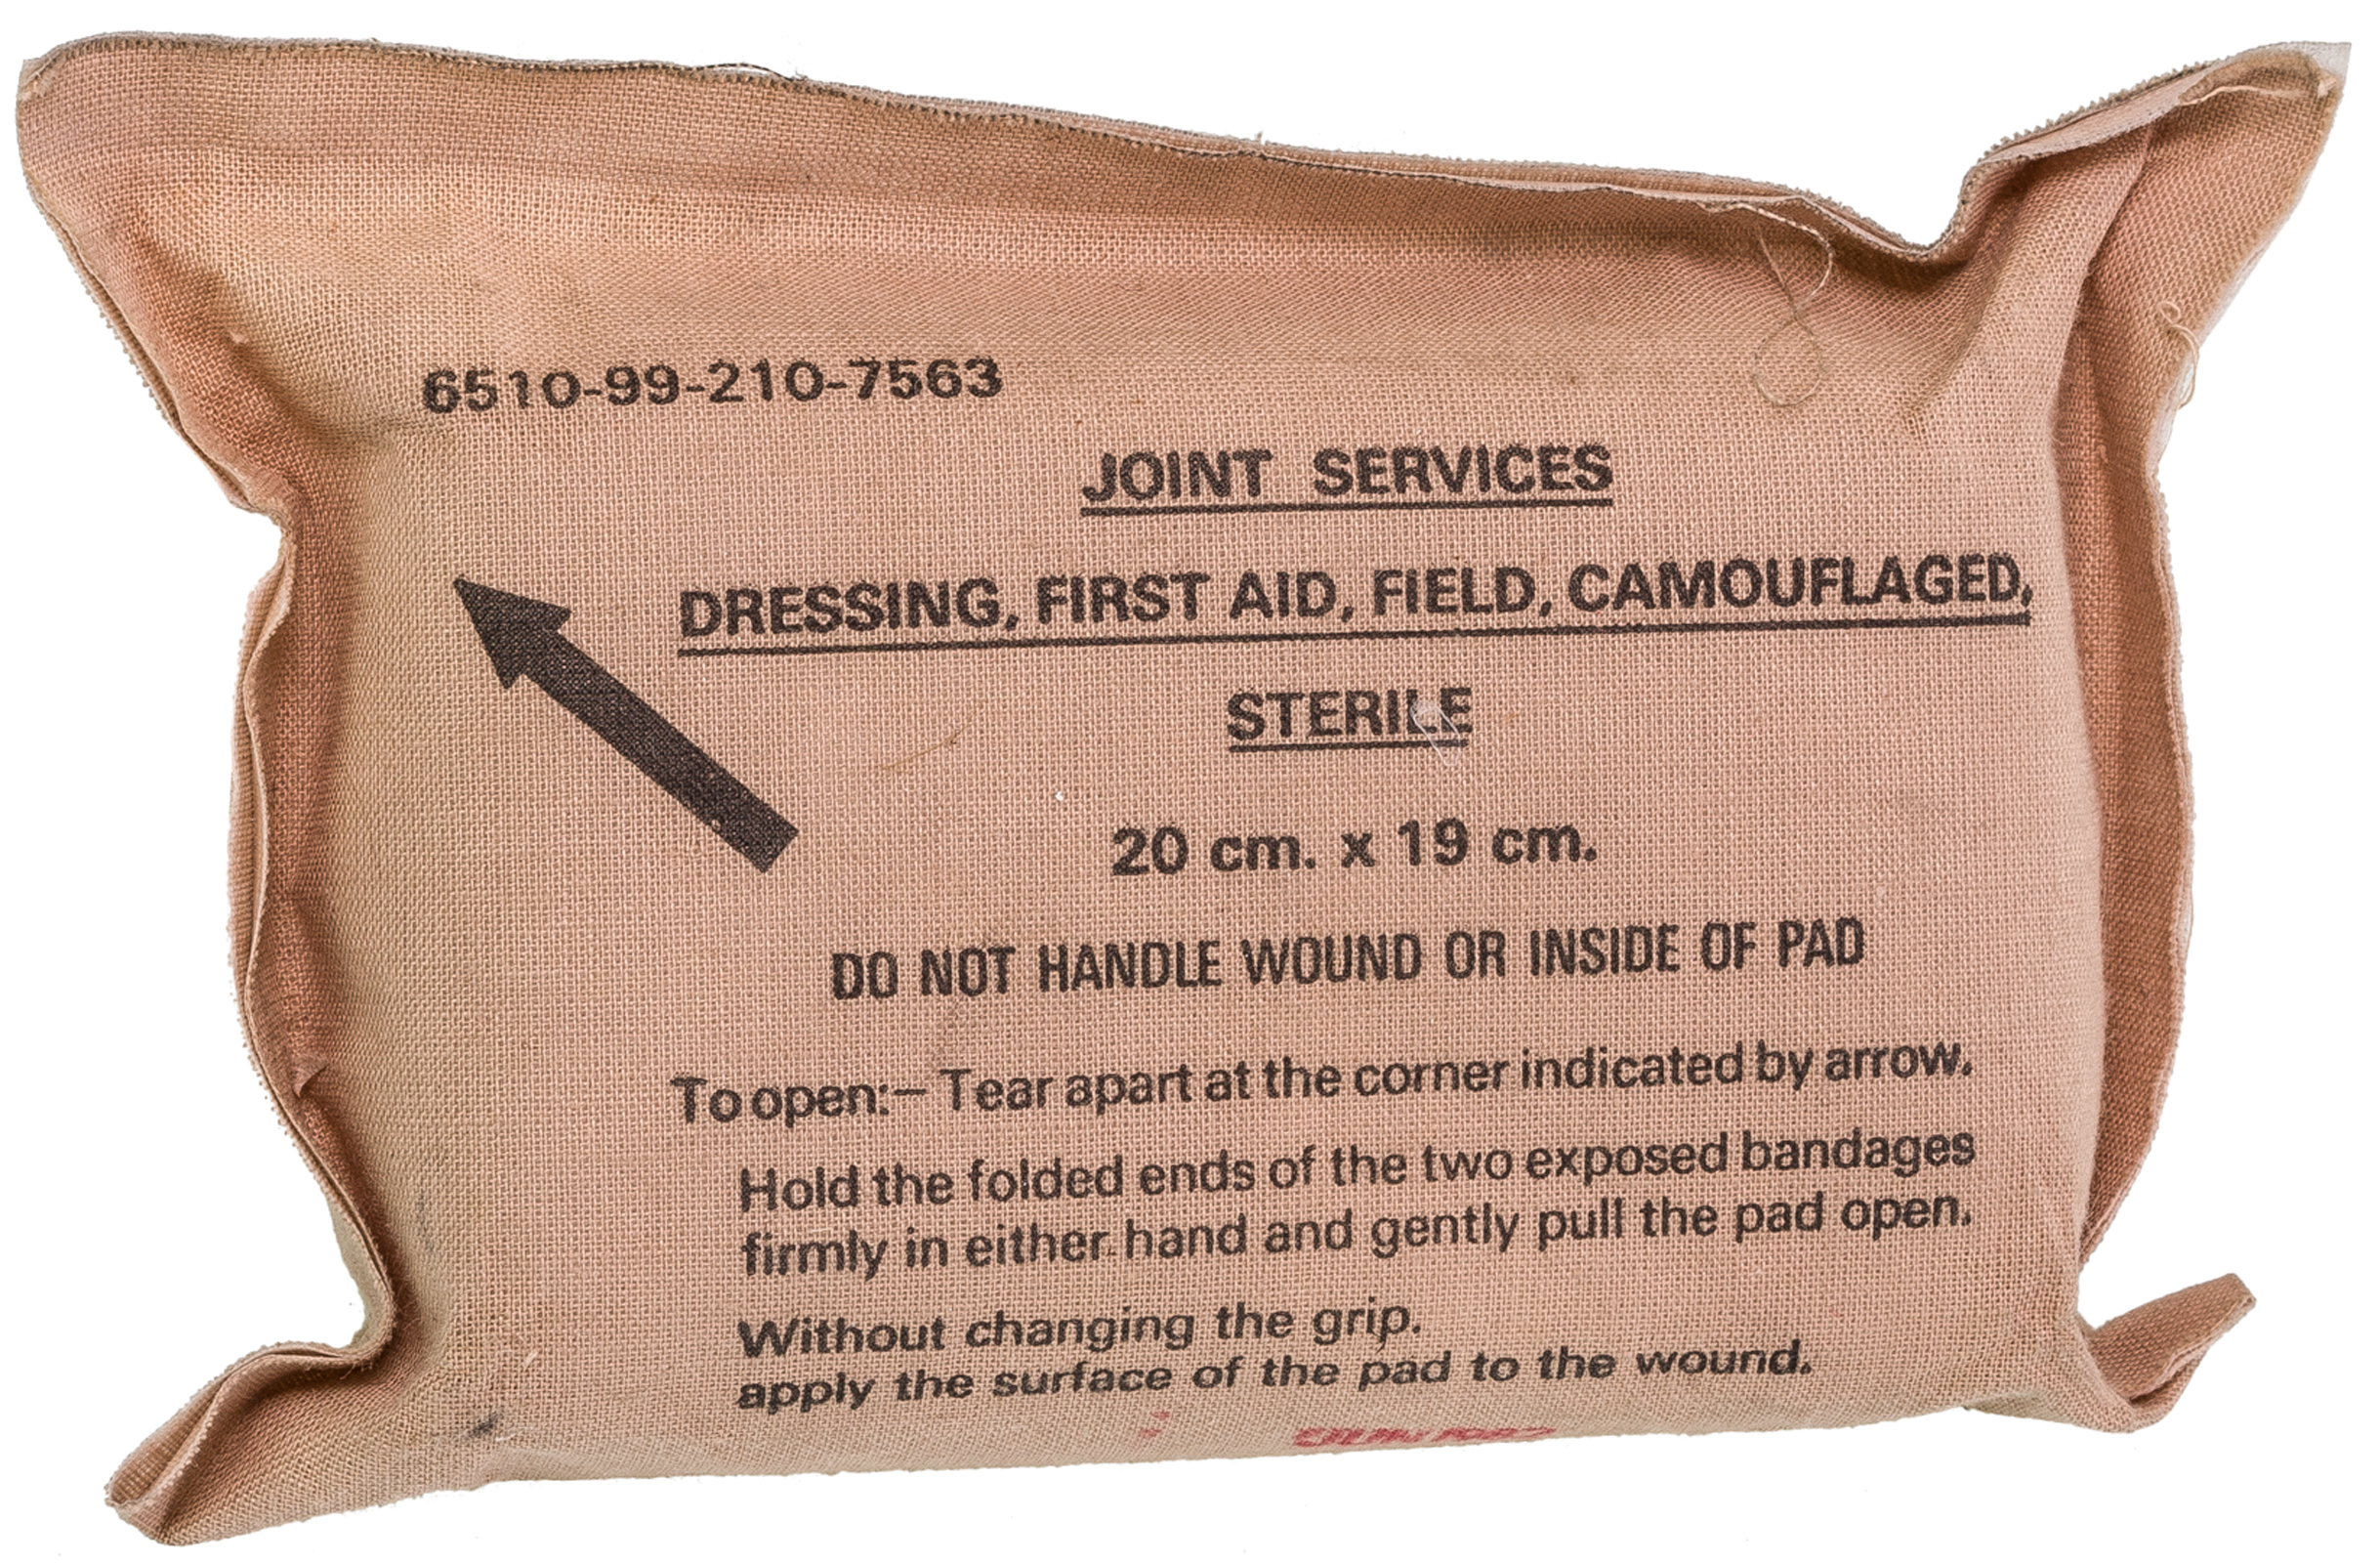 6510-99-210-7563
JOINT SERVICES
DRESSING, FIRST AID, FIELD, CAMOUFLAGED,
STERILE
20 cm. x 19 cm.
DO NOT HANDLE WOUND OR INSIDE OF PAD
To open:– Tear apart at the corner indicated by arrow.
Hold the folded ends of the two exposed bandages
firmly in either hand and gently pull the pad open.
Without changing the grip.
apply the surface of the pad to the wound.